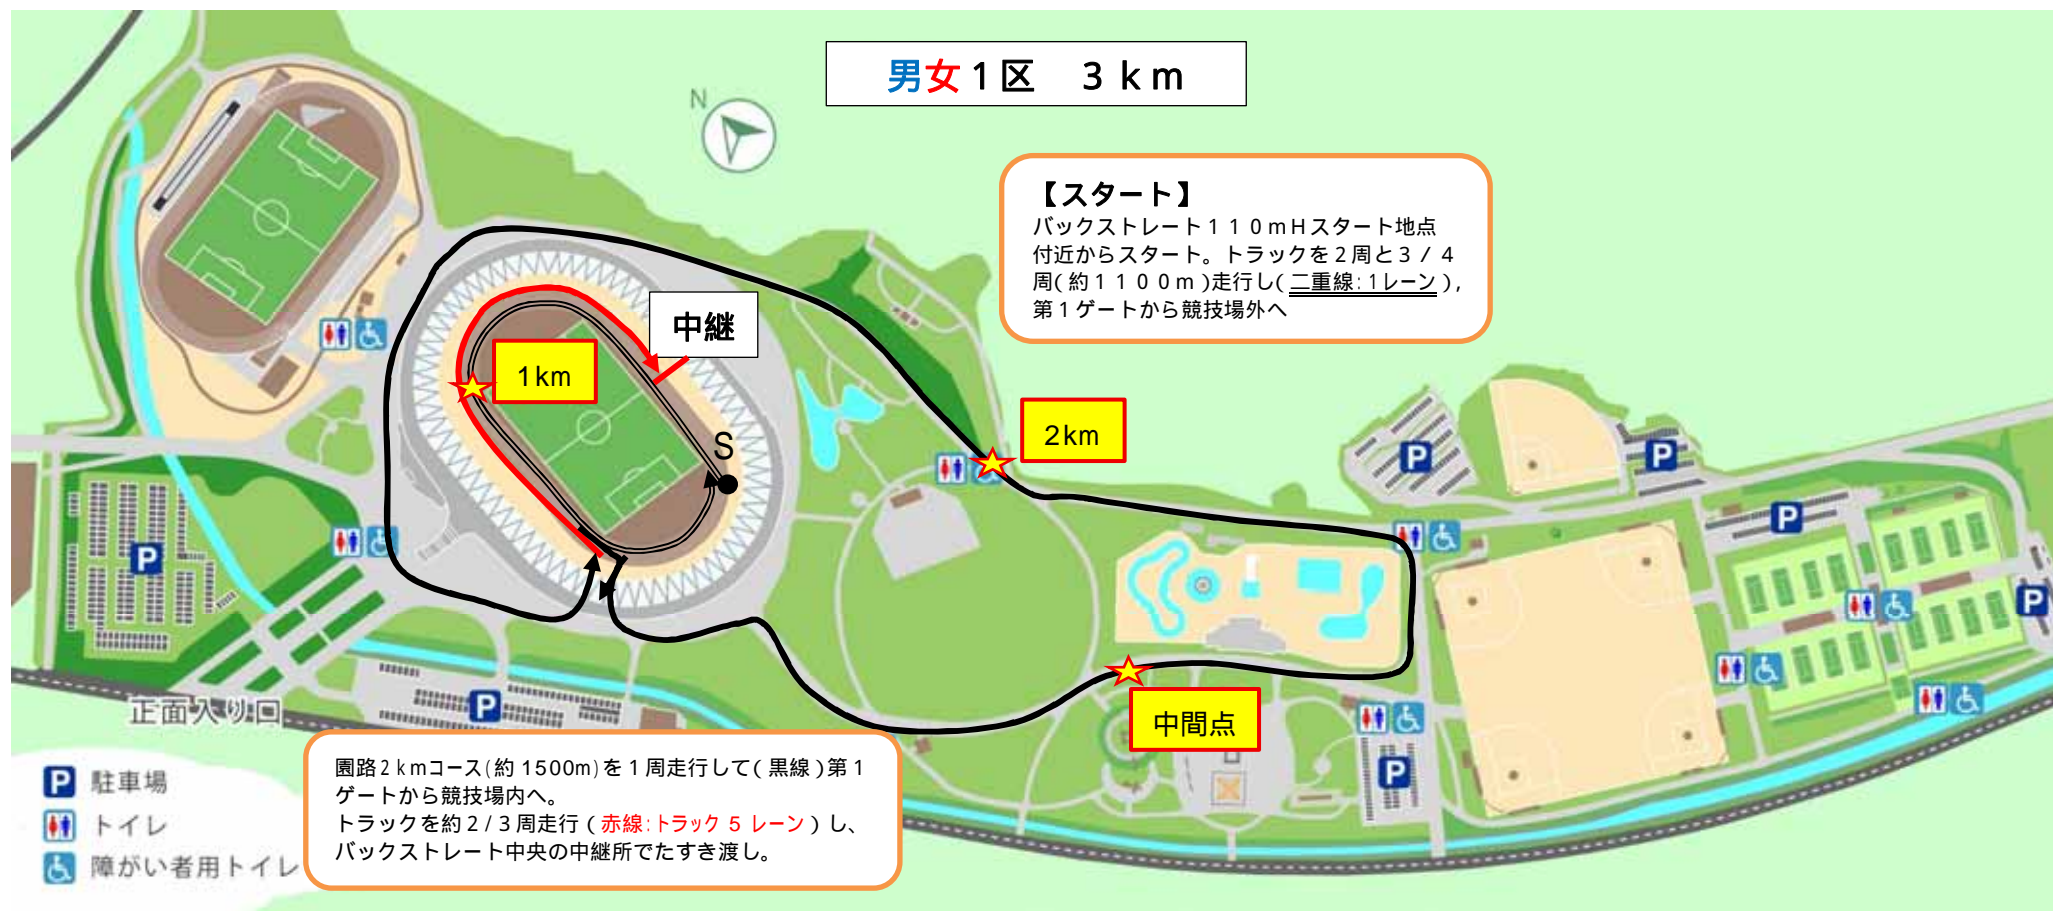 男女1区　3km
N
【スタート】
バックストレート110mHスタート地点
付近からスタート。トラックを2周と3/4
周(約1100m)走行し(二重線:1レーン),
第1ゲートから競技場外へ
中継
1km
S
2km
P
P
P
P
P
中間点
正面入り口
P
P
園路2kmコース(約1500m)を1周走行して(黒線)第1
ゲートから競技場内へ。
トラックを約2/3周走行(赤線:トラック5レーン)し、
バックストレート中央の中継所でたすき渡し。
P 駐車場
トイレ
障がい者用トイレ